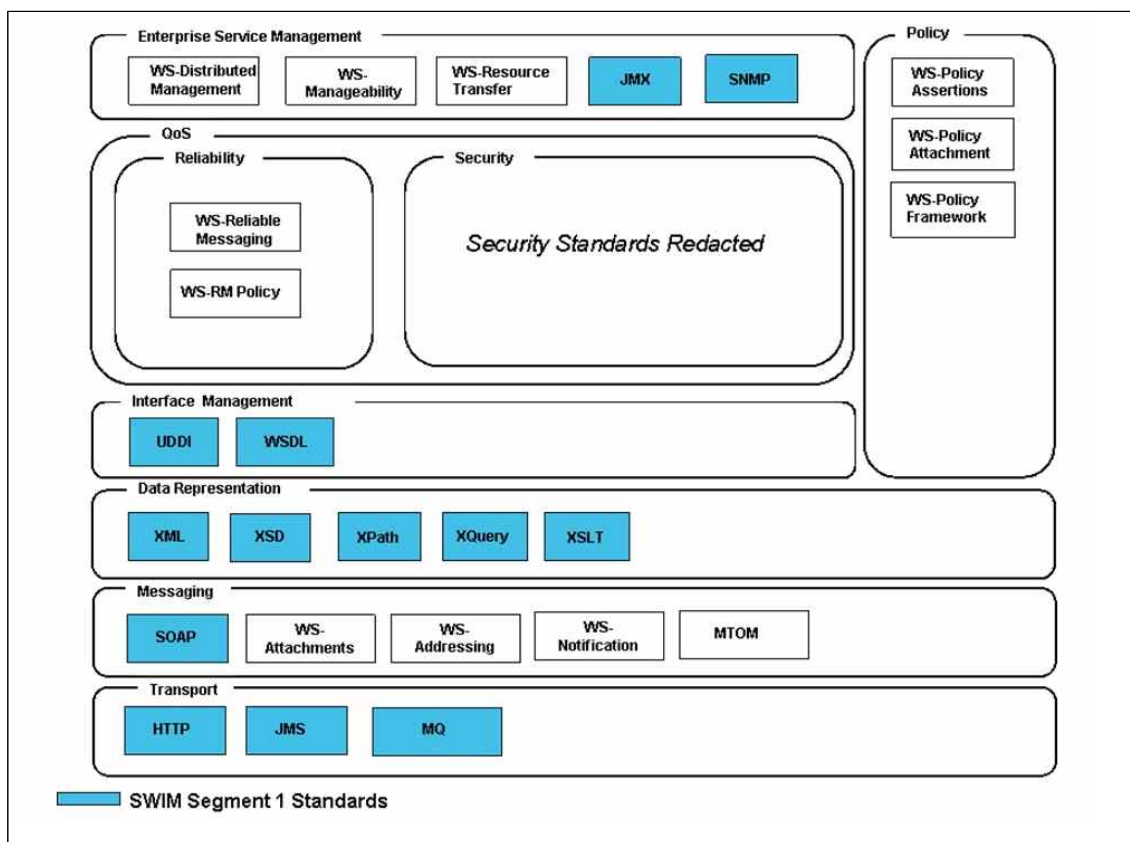 Enterprise Service Management
WS-Distributed
Management
WS-
Manageability
WS-Resource
Transfer
JMX
SNMP
Policy
WS-Policy
Assertions
WS-Policy
Attachment
WS-Policy
Framework
QoS
Reliability
WS-Reliable
Messaging
WS-RM Policy
Security
Security Standards Redacted
Interface Management
UDDI
WSDL
Data Representation
XML
XSD
XPath
XQuery
XSLT
Messaging
SOAP
WS-
Attachments
WS-
Addressing
WS-
Notification
MTOM
Transport
HTTP
JMS
MQ
SWIM Segment 1 Standards